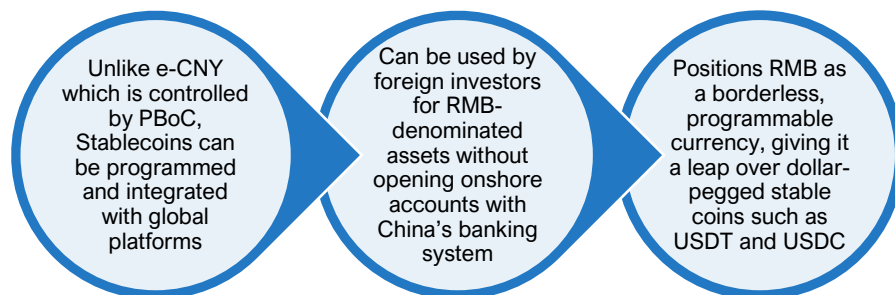 Unlike e-CNY
which is controlled
by PBoC,
Stablecoins can
be programmed
and integrated
with global
platforms
Can be used by
foreign investors
for RMB-
denominated
assets without
opening onshore
accounts with
China's banking
system
Positions RMB as
a borderless,
programmable
currency, giving it
a leap over dollar-
pegged stable
coins such as
USDT and USDC